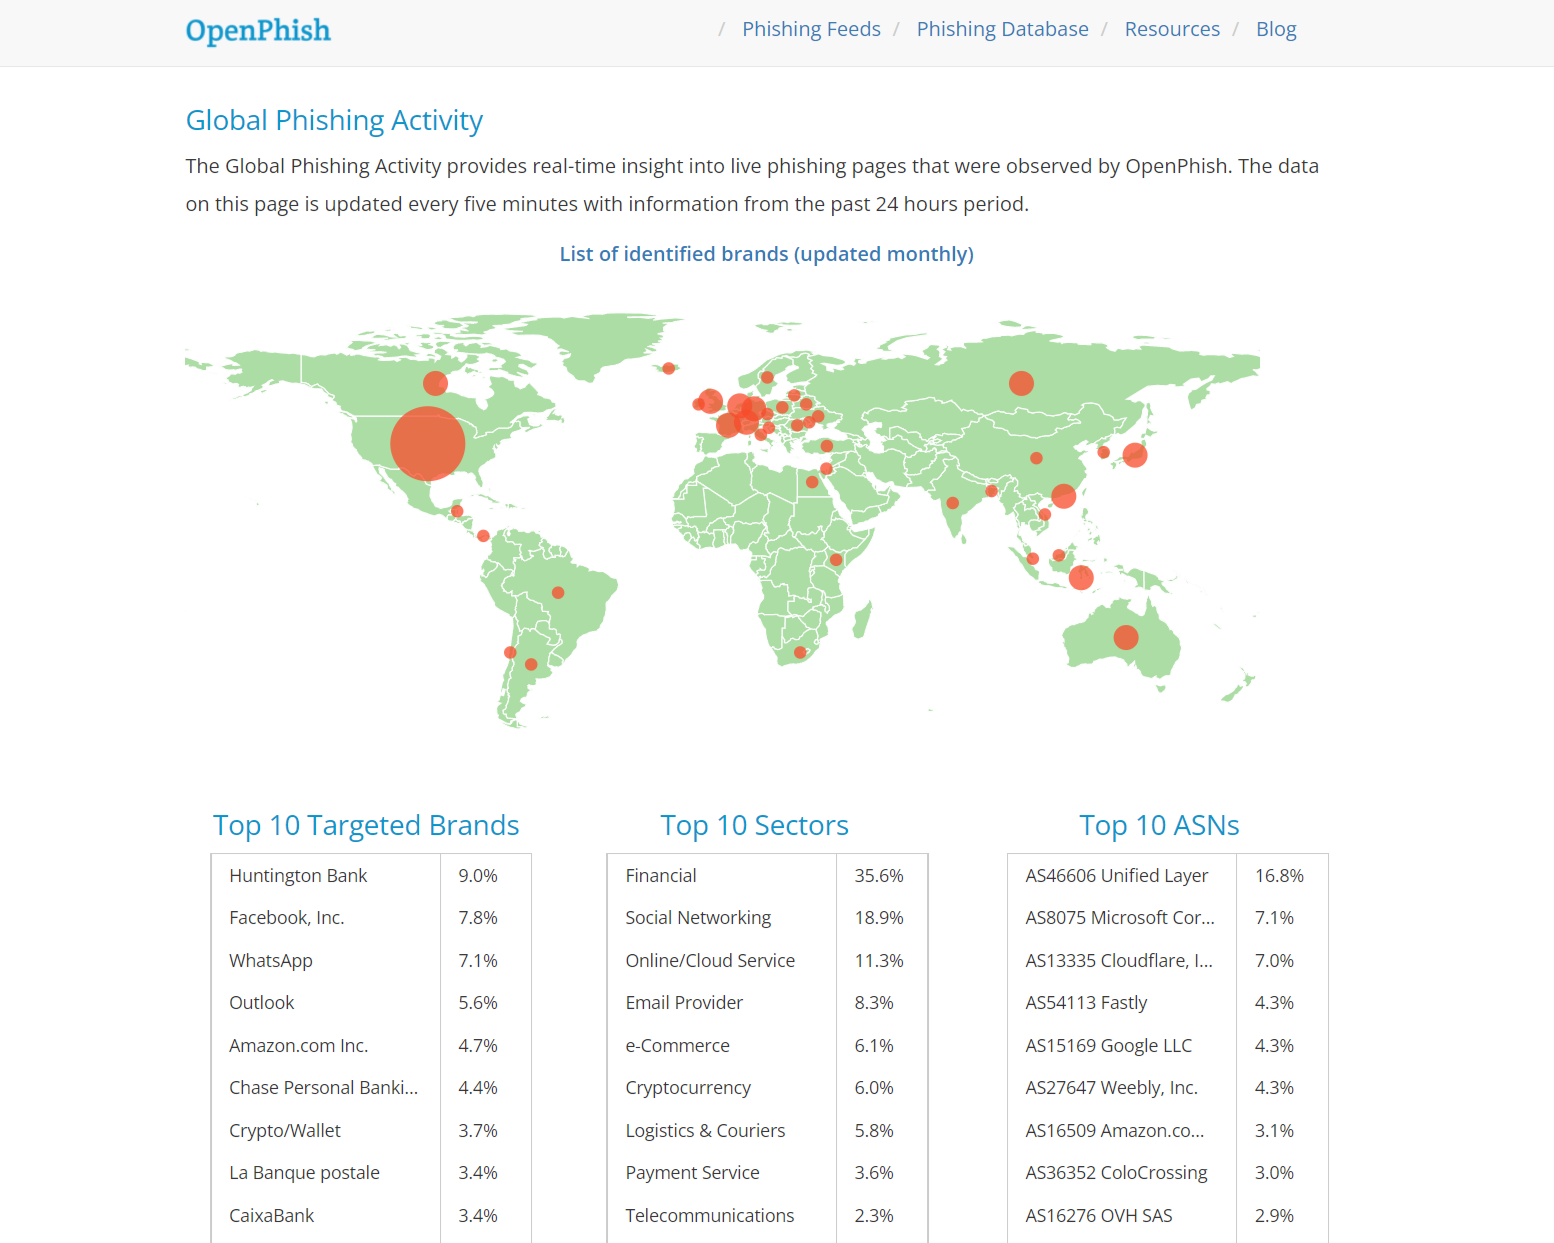 OpenPhish
/ Phishing Feeds / Phishing Database / Resources / Blog
Global Phishing Activity
The Global Phishing Activity provides real-time insight into live phishing pages that were observed by OpenPhish. The data
on this page is updated every five minutes with information from the past 24 hours period.
List of identified brands (updated monthly)
Top 10 Targeted Brands
Huntington Bank 9.0%
Facebook, Inc. 7.8%
WhatsApp 7.1%
Outlook 5.6%
Amazon.com Inc. 4.7%
Chase Personal Banki... 4.4%
Crypto/Wallet 3.7%
La Banque postale 3.4%
CaixaBank 3.4%
Top 10 Sectors
Financial 35.6%
Social Networking 18.9%
Online/Cloud Service 11.3%
Email Provider 8.3%
e-Commerce 6.1%
Cryptocurrency 6.0%
Logistics & Couriers 5.8%
Payment Service 3.6%
Telecommunications 2.3%
Top 10 ASNs
AS46606 Unified Layer 16.8%
AS8075 Microsoft Cor... 7.1%
AS13335 Cloudflare, I... 7.0%
AS54113 Fastly 4.3%
AS15169 Google LLC 4.3%
AS27647 Weebly, Inc. 4.3%
AS16509 Amazon.co... 3.1%
AS36352 ColoCrossing 3.0%
AS16276 OVH SAS 2.9%